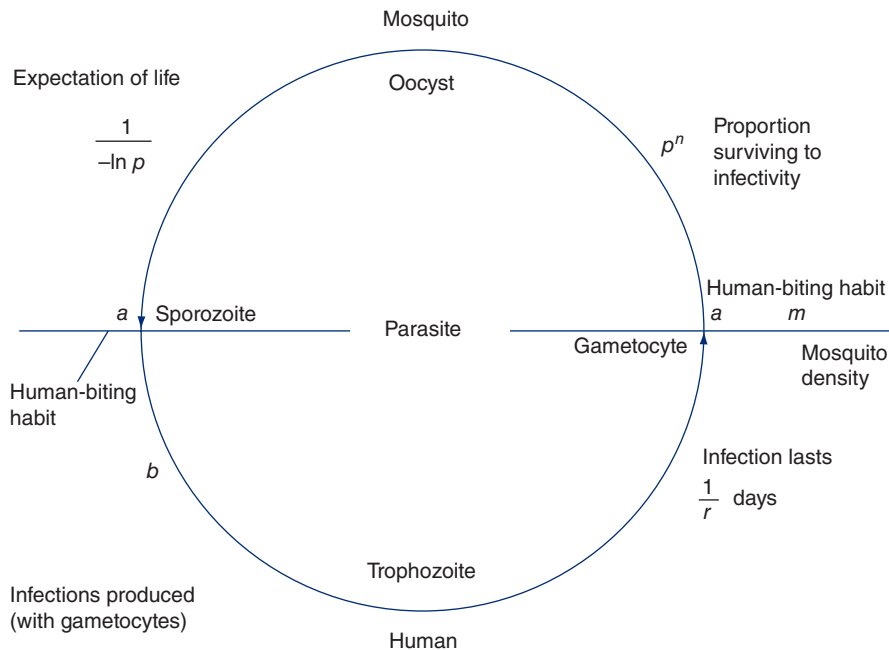 Mosquito
Oocyst
Expectation of life
1
–ln p
pⁿ
Proportion
surviving to
infectivity
a
Sporozoite
Parasite
Human-biting habit
a
m
Gametocyte
Mosquito
density
Human-biting
habit
b
Infection lasts
1
r
days
Trophozoite
Infections produced
(with gametocytes)
Human